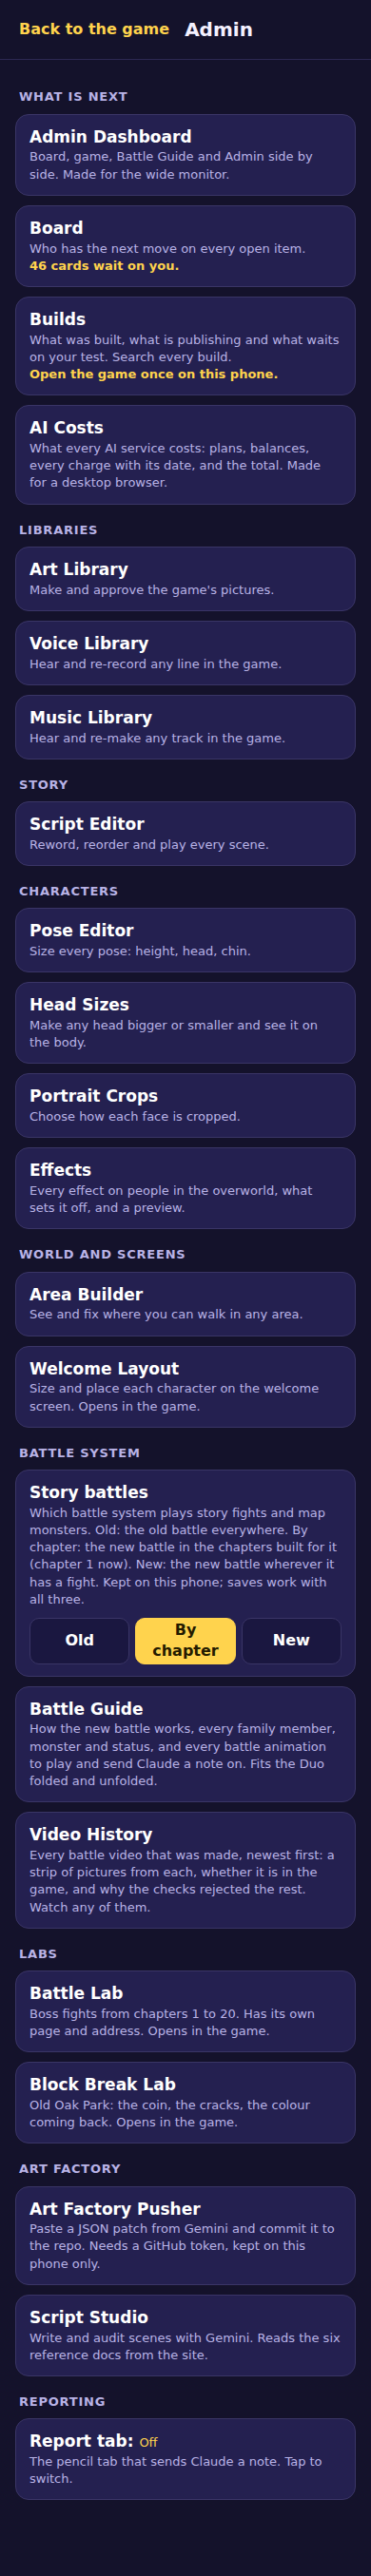 Back to the game Admin
WHAT IS NEXT
Admin Dashboard
Board, game, Battle Guide and Admin side by
side. Made for the wide monitor.
Board
Who has the next move on every open item.
46 cards wait on you.
Builds
What was built, what is publishing and what waits
on your test. Search every build.
Open the game once on this phone.
AI Costs
What every AI service costs: plans, balances,
every charge with its date, and the total. Made
for a desktop browser.
LIBRARIES
Art Library
Make and approve the game's pictures.
Voice Library
Hear and re-record any line in the game.
Music Library
Hear and re-make any track in the game.
STORY
Script Editor
Reword, reorder and play every scene.
CHARACTERS
Pose Editor
Size every pose: height, head, chin.
Head Sizes
Make any head bigger or smaller and see it on
the body.
Portrait Crops
Choose how each face is cropped.
Effects
Every effect on people in the overworld, what
sets it off, and a preview.
WORLD AND SCREENS
Area Builder
See and fix where you can walk in any area.
Welcome Layout
Size and place each character on the welcome
screen. Opens in the game.
BATTLE SYSTEM
Story battles
Which battle system plays story fights and map
monsters. Old: the old battle everywhere. By
chapter: the new battle in the chapters built for it
(chapter 1 now). New: the new battle wherever it
has a fight. Kept on this phone; saves work with
all three.
Old
By
chapter
New
Battle Guide
How the new battle works, every family member,
monster and status, and every battle animation
to play and send Claude a note on. Fits the Duo
folded and unfolded.
Video History
Every battle video that was made, newest first: a
strip of pictures from each, whether it is in the
game, and why the checks rejected the rest.
Watch any of them.
LABS
Battle Lab
Boss fights from chapters 1 to 20. Has its own
page and address. Opens in the game.
Block Break Lab
Old Oak Park: the coin, the cracks, the colour
coming back. Opens in the game.
ART FACTORY
Art Factory Pusher
Paste a JSON patch from Gemini and commit it to
the repo. Needs a GitHub token, kept on this
phone only.
Script Studio
Write and audit scenes with Gemini. Reads the six
reference docs from the site.
REPORTING
Report tab: Off
The pencil tab that sends Claude a note. Tap to
switch.